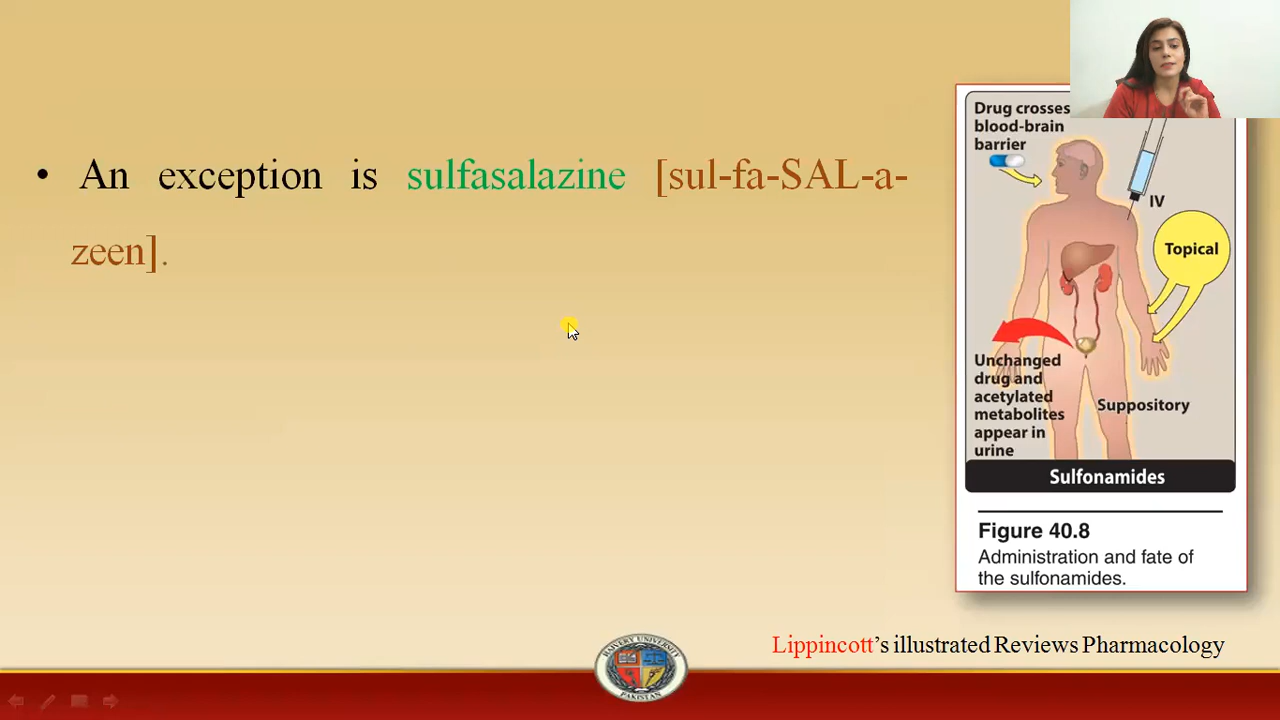 • An exception is sulfasalazine [sul-fa-SAL-a-
zeen].
Drug crosses
blood-brain
barrier
IV
Topical
Unchanged
drug and
acetylated
metabolites
appear in
urine
Suppository
Sulfonamides
Figure 40.8
Administration and fate of
the sulfonamides.
Lippincott's illustrated Reviews Pharmacology
PAKISTAN